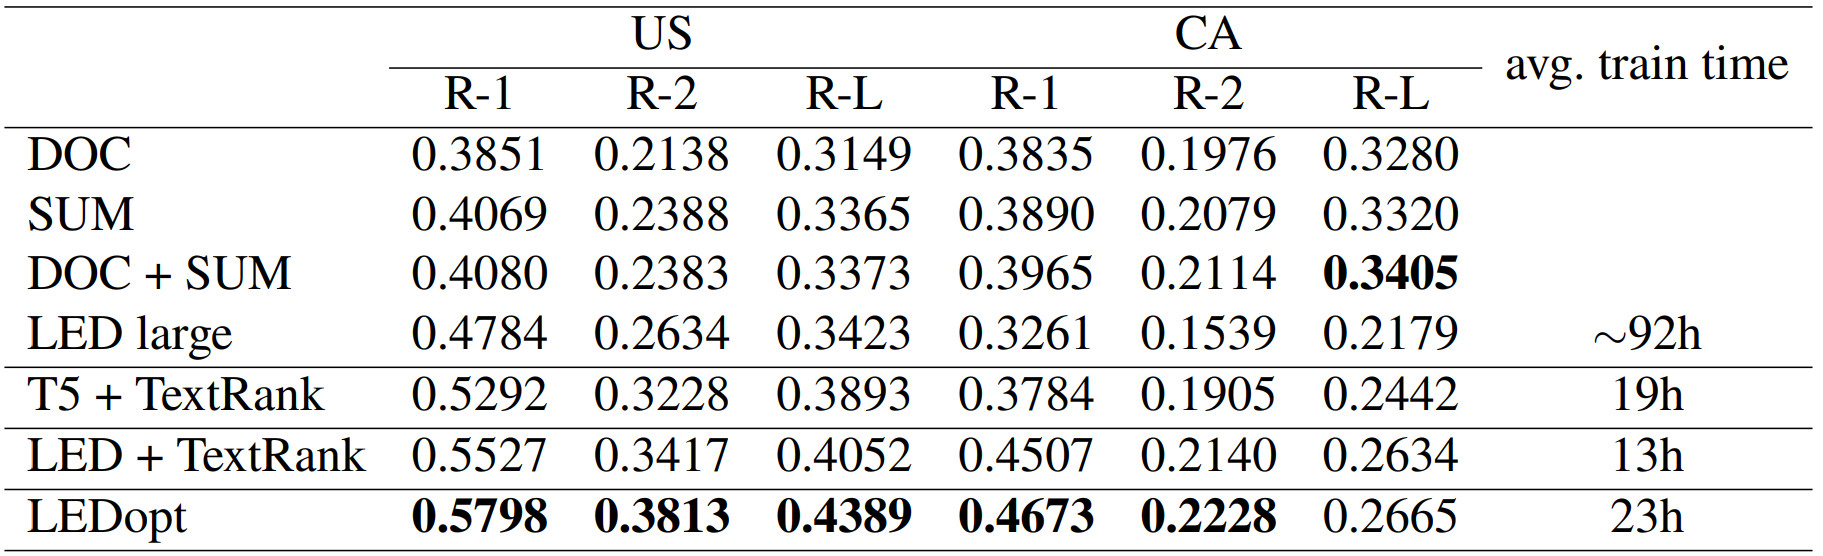 US CA avg. train time
R-1 R-2 R-L R-1 R-2 R-L
DOC 0.3851 0.2138 0.3149 0.3835 0.1976 0.3280
SUM 0.4069 0.2388 0.3365 0.3890 0.2079 0.3320
DOC + SUM 0.4080 0.2383 0.3373 0.3965 0.2114 0.3405
LED large 0.4784 0.2634 0.3423 0.3261 0.1539 0.2179 ~92h
T5 + TextRank 0.5292 0.3228 0.3893 0.3784 0.1905 0.2442 19h
LED + TextRank 0.5527 0.3417 0.4052 0.4507 0.2140 0.2634 13h
LEDopt 0.5798 0.3813 0.4389 0.4673 0.2228 0.2665 23h